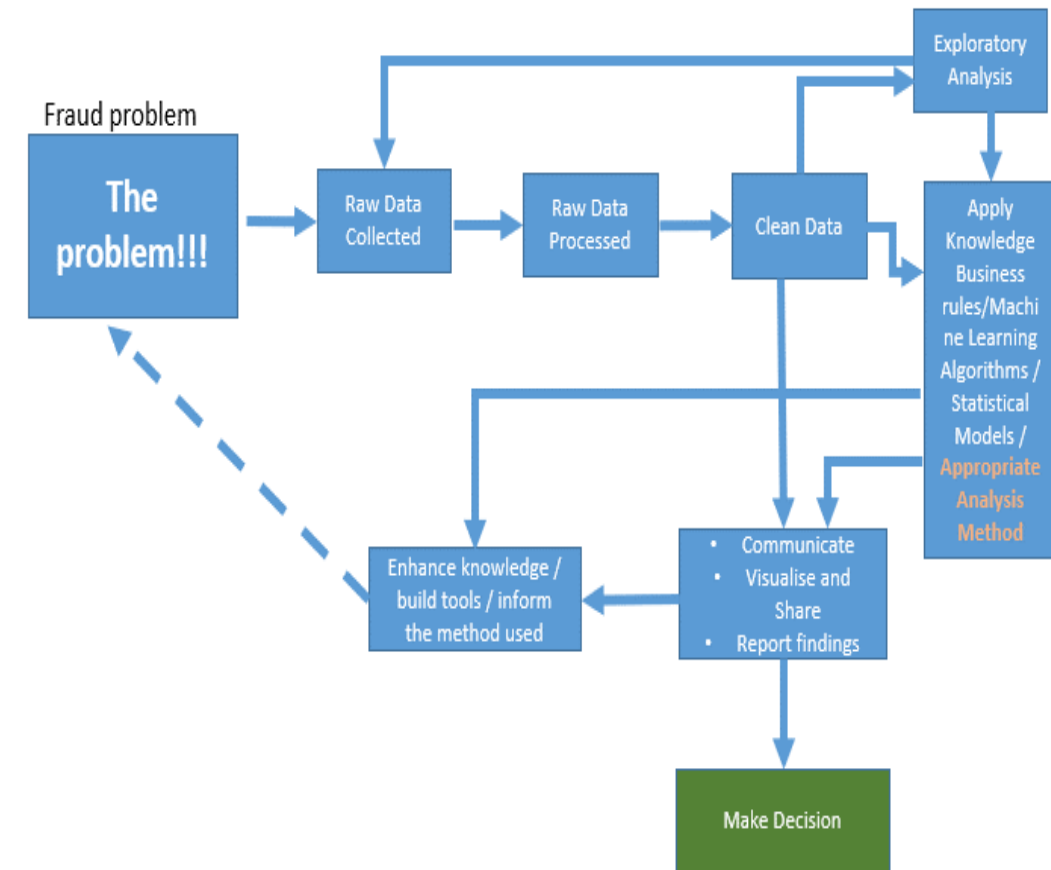 Exploratory
Analysis
Fraud problem
The
problem!!!
Raw Data
Collected
Raw Data
Processed
Clean Data
Apply
Knowledge
Business
rules/Machi
ne Learning
Algorithms /
Statistical
Models /
Appropriate
Analysis
Method
Enhance knowledge /
build tools / inform
the method used
• Communicate
• Visualise and
Share
• Report findings
Make Decision